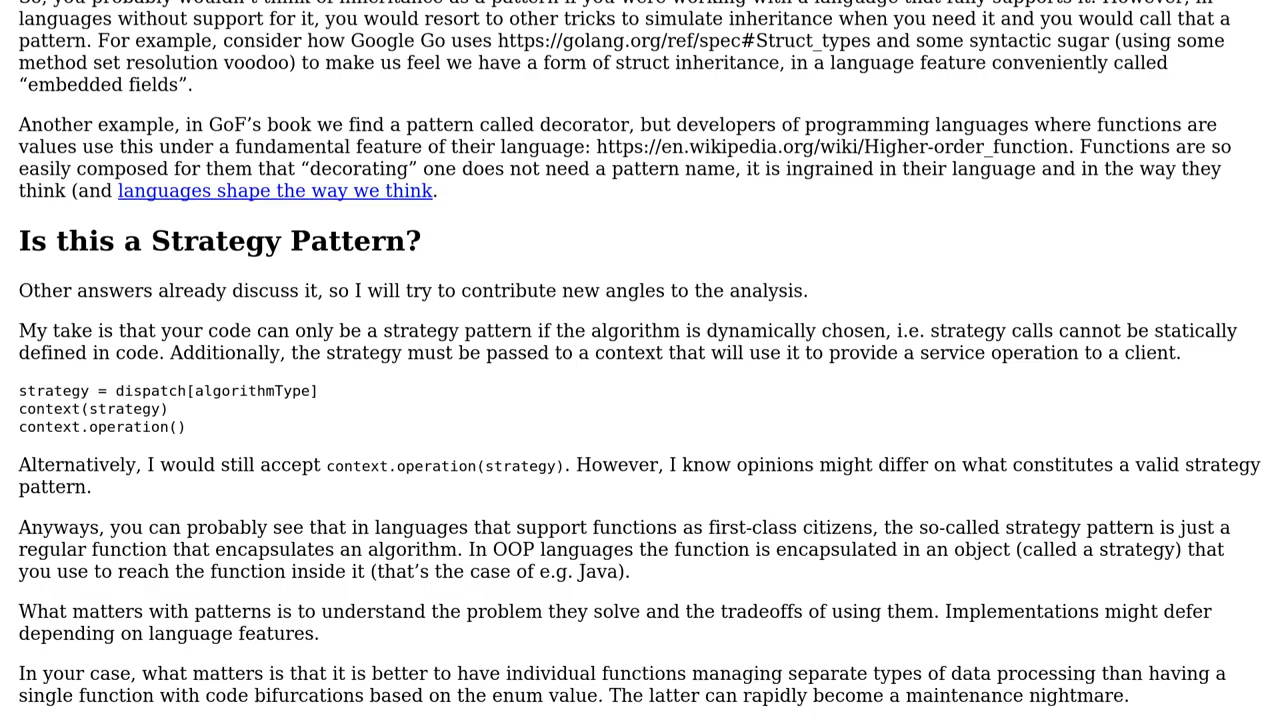 languages without support for it, you would resort to other tricks to simulate inheritance when you need it and you would call that a
pattern. For example, consider how Google Go uses https://golang.org/ref/spec#Struct_types and some syntactic sugar (using some
method set resolution voodoo) to make us feel we have a form of struct inheritance, in a language feature conveniently called
“embedded fields”.
Another example, in GoF’s book we find a pattern called decorator, but developers of programming languages where functions are
values use this under a fundamental feature of their language: https://en.wikipedia.org/wiki/Higher-order_function. Functions are so
easily composed for them that “decorating” one does not need a pattern name, it is ingrained in their language and in the way they
think (and languages shape the way we think.
Is this a Strategy Pattern?
Other answers already discuss it, so I will try to contribute new angles to the analysis.
My take is that your code can only be a strategy pattern if the algorithm is dynamically chosen, i.e. strategy calls cannot be statically
defined in code. Additionally, the strategy must be passed to a context that will use it to provide a service operation to a client.
strategy = dispatch[algorithmType]
context(strategy)
context.operation()
Alternatively, I would still accept context.operation(strategy). However, I know opinions might differ on what constitutes a valid strategy
pattern.
Anyways, you can probably see that in languages that support functions as first-class citizens, the so-called strategy pattern is just a
regular function that encapsulates an algorithm. In OOP languages the function is encapsulated in an object (called a strategy) that
you use to reach the function inside it (that’s the case of e.g. Java).
What matters with patterns is to understand the problem they solve and the tradeoffs of using them. Implementations might defer
depending on language features.
In your case, what matters is that it is better to have individual functions managing separate types of data processing than having a
single function with code bifurcations based on the enum value. The latter can rapidly become a maintenance nightmare.